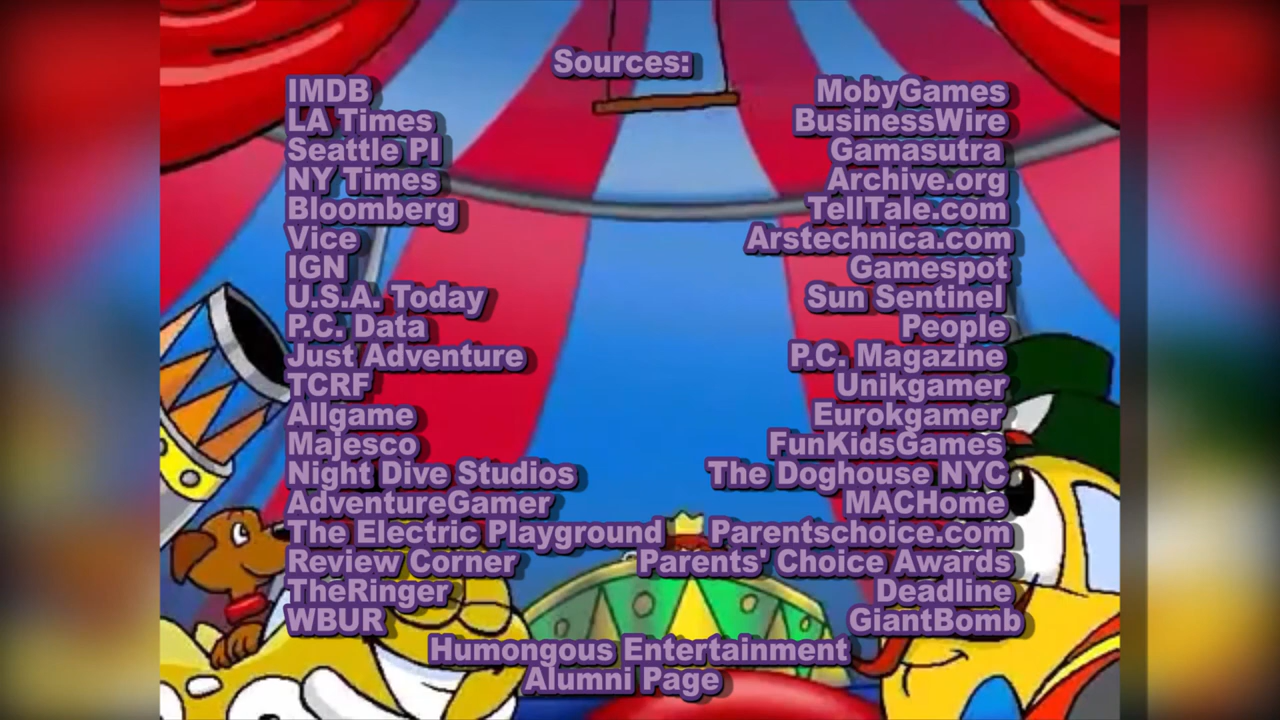 Sources:
IMDB
LA Times
Seattle PI
NY Times
Bloomberg
Vice
IGN
U.S.A. Today
P.C. Data
Just Adventure
TCRF
Allgame
Majesco
Night Dive Studios
AdventureGamer
The Electric Playground
Review Corner
TheRinger
WBUR
MobyGames
BusinessWire
Gamasutra
Archive.org
TellTale.com
Arstechnica.com
Gamespot
Sun Sentinel
People
P.C. Magazine
Unikgamer
Eurokgamer
FunKidsGames
The Doghouse NYC
MACHome
Parentschoice.com
Parents' Choice Awards
Deadline
GiantBomb
Humongous Entertainment
Alumni Page